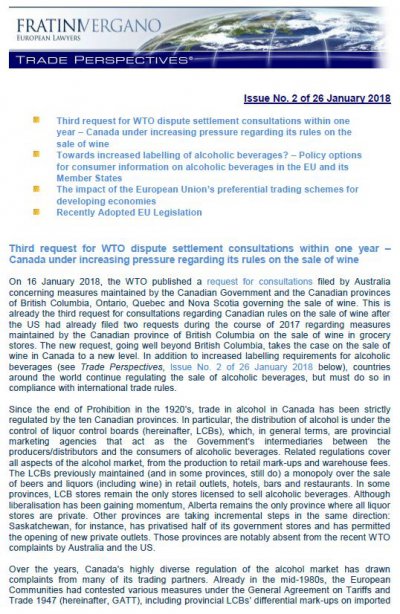 FRATINIVERGANO
EUROPEAN LAWYERS
TRADE PERSPECTIVES®
Issue No. 2 of 26 January 2018
Third request for WTO dispute settlement consultations within one
year – Canada under increasing pressure regarding its rules on the
sale of wine
Towards increased labelling of alcoholic beverages? – Policy options
for consumer information on alcoholic beverages in the EU and its
Member States
The impact of the European Union's preferential trading schemes for
developing economies
Recently Adopted EU Legislation
Third request for WTO dispute settlement consultations within one year –
Canada under increasing pressure regarding its rules on the sale of wine
On 16 January 2018, the WTO published a request for consultations filed by Australia
concerning measures maintained by the Canadian Government and the Canadian provinces
of British Columbia, Ontario, Quebec and Nova Scotia governing the sale of wine. This is
already the third request for consultations regarding Canadian rules on the sale of wine after
the US had already filed two requests during the course of 2017 regarding measures
maintained by the Canadian province of British Columbia on the sale of wine in grocery
stores. The new request, going well beyond British Columbia, takes the case on the sale of
wine in Canada to a new level. In addition to increased labelling requirements for alcoholic
beverages (see Trade Perspectives, Issue No. 2 of 26 January 2018 below), countries
around the world continue regulating the sale of alcoholic beverages, but must do so in
compliance with international trade rules.
Since the end of Prohibition in the 1920's, trade in alcohol in Canada has been strictly
regulated by the ten Canadian provinces. In particular, the distribution of alcohol is under the
control of liquor control boards (hereinafter, LCBs), which, in general terms, are provincial
marketing agencies that act as the Government's intermediaries between the
producers/distributors and the consumers of alcoholic beverages. Related regulations cover
all aspects of the alcohol market, from the production to retail mark-ups and warehouse fees.
The LCBs previously maintained (and in some provinces, still do) a monopoly over the sale
of beers and liquors (including wine) in retail outlets, hotels, bars and restaurants. In some
provinces, LCB stores remain the only stores licensed to sell alcoholic beverages. Although
liberalisation has been gaining momentum, Alberta remains the only province where all liquor
stores are private. Other provinces are taking incremental steps in the same direction:
Saskatchewan, for instance, has privatised half of its government stores and has permitted
the opening of new private outlets. Those provinces are notably absent from the recent WTO
complaints by Australia and the US.
Over the years, Canada's highly diverse regulation of the alcohol market has drawn
complaints from many of its trading partners. Already in the mid-1980s, the European
Communities had contested various measures under the General Agreement on Tariffs and
Trade 1947 (hereinafter, GATT), including provincial LCBs' differential mark-ups on imported